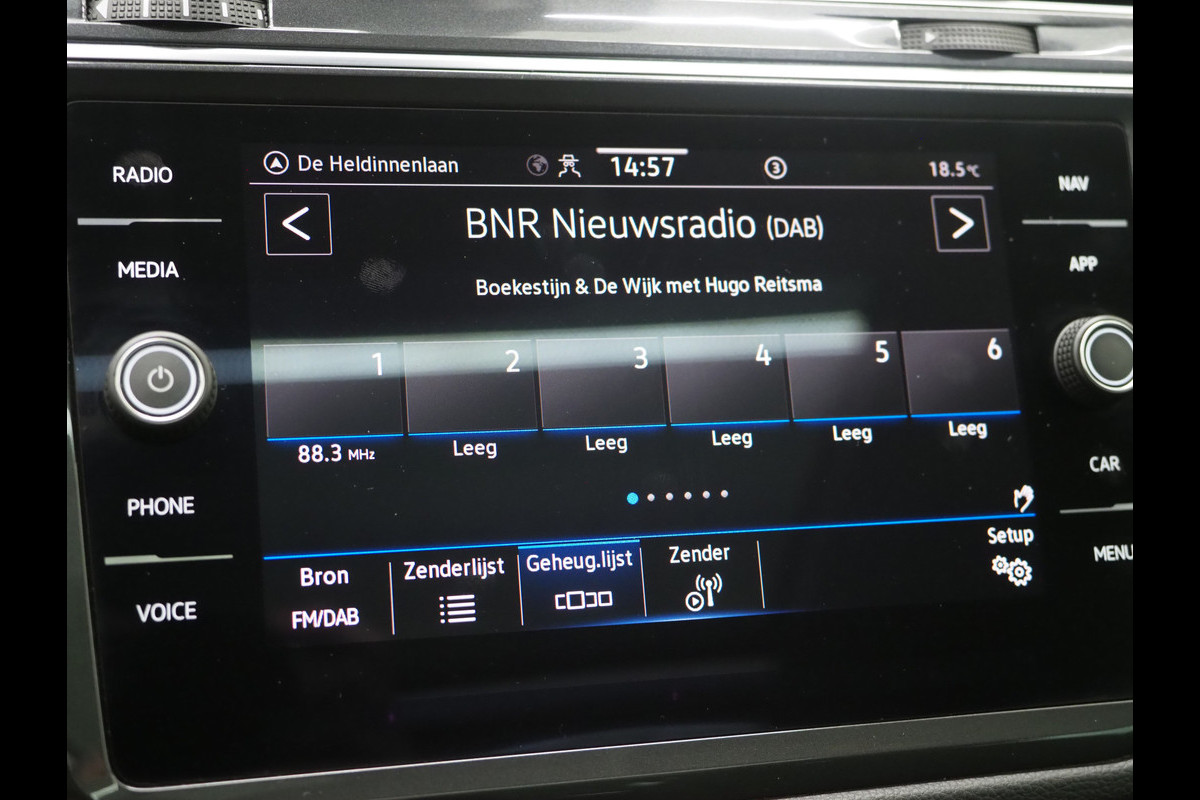 RADIO
MEDIA
PHONE
VOICE
De Heldinnenlaan
14:57
3
18.5°C
<
BNR Nieuwsradio (DAB)
>
Boekestijn & De Wijk met Hugo Reitsma
1
2
3
4
5
6
88.3 MHz
Leeg
Leeg
Leeg
Leeg
Leeg
Bron
FM/DAB
Zenderlijst
Geheug.lijst
Zender
Setup
NAV
APP
CAR
MENU